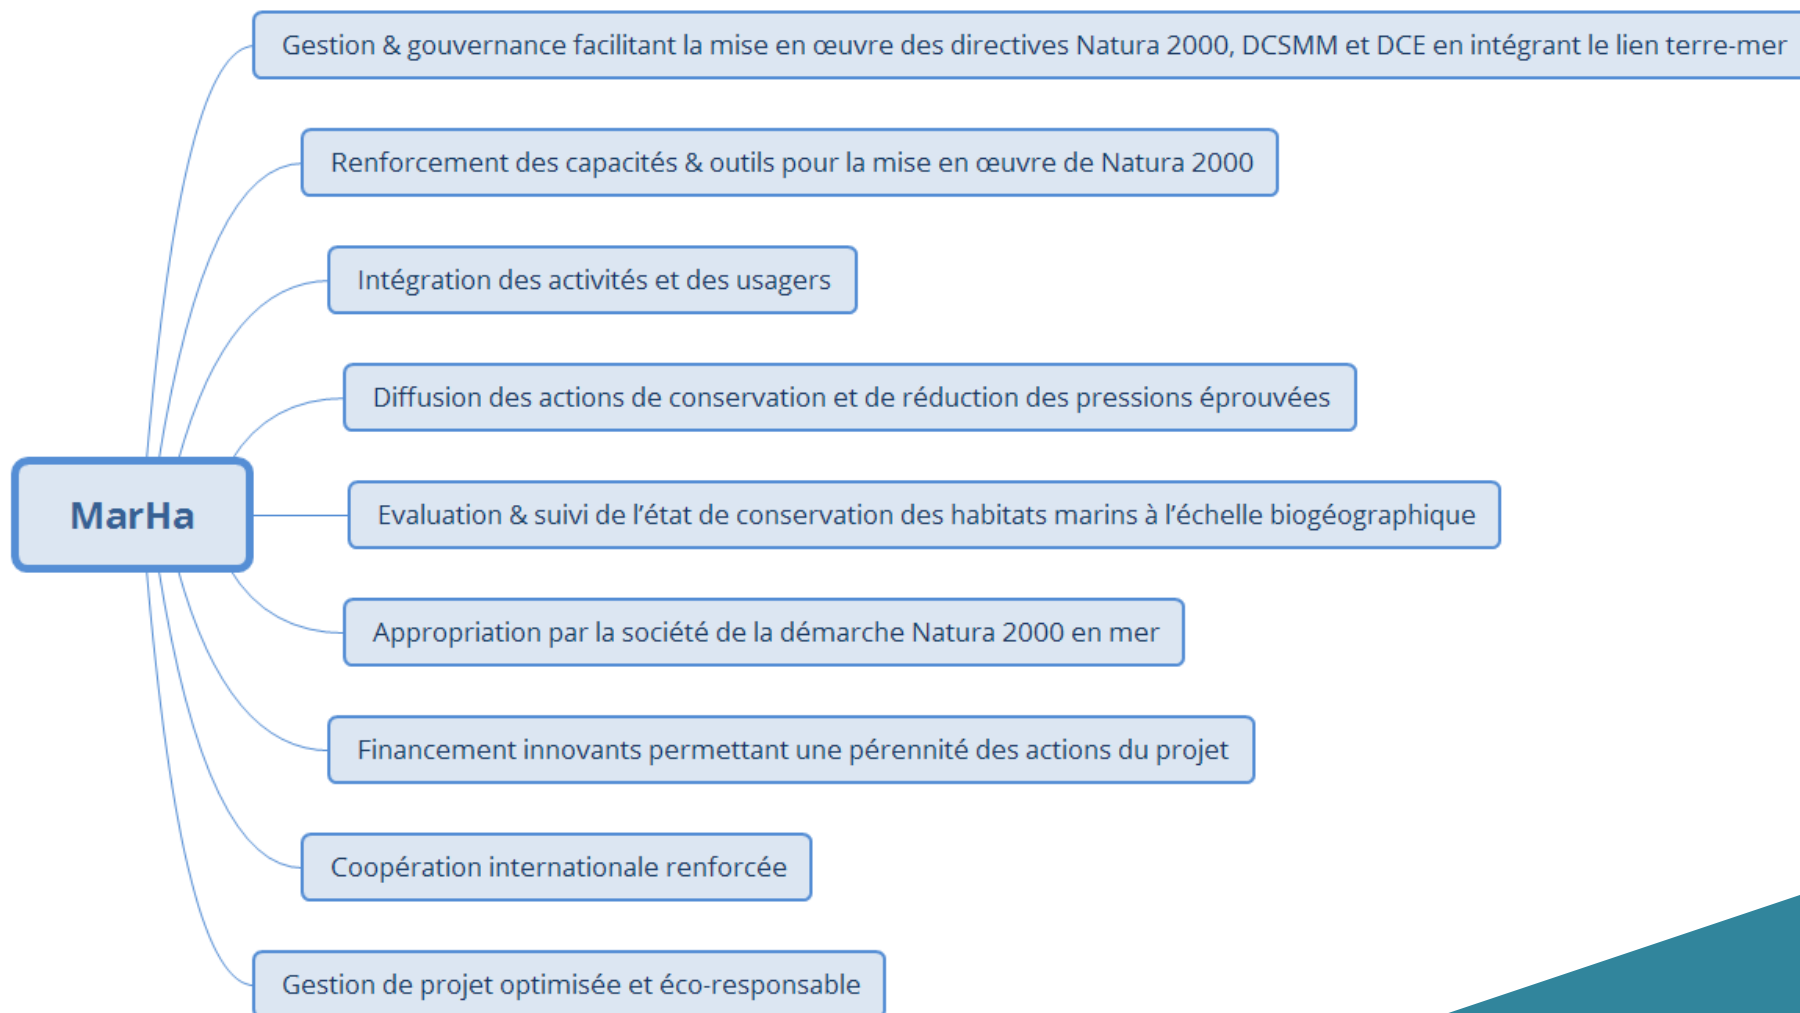 Gestion & gouvernance facilitant la mise en œuvre des directives Natura 2000, DCSMM et DCE en intégrant le lien terre-mer
Renforcement des capacités & outils pour la mise en œuvre de Natura 2000
Intégration des activités et des usagers
Diffusion des actions de conservation et de réduction des pressions éprouvées
MarHa
Evaluation & suivi de l’état de conservation des habitats marins à l’échelle biogéographique
Appropriation par la société de la démarche Natura 2000 en mer
Financement innovants permettant une pérennité des actions du projet
Coopération internationale renforcée
Gestion de projet optimisée et éco-responsable